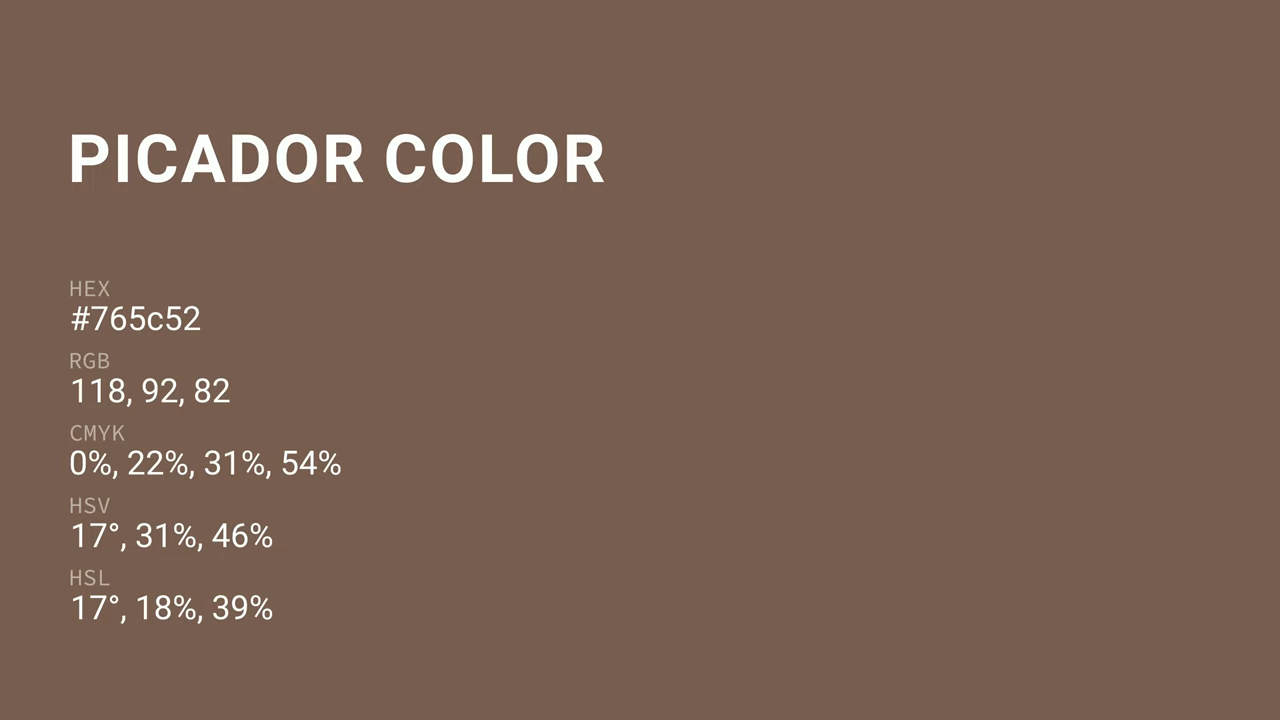 PICADOR COLOR
HEX
#765c52
RGB
118, 92, 82
CMYK
0%, 22%, 31%, 54%
HSV
17°, 31%, 46%
HSL
17°, 18%, 39%